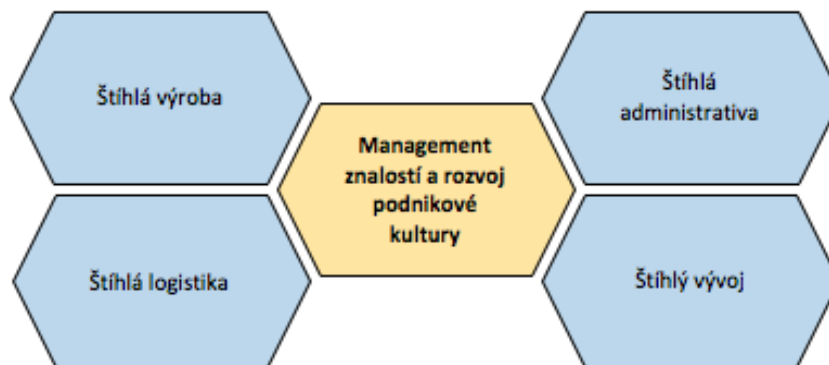 Štíhlá výroba
Štíhlá
administrativa
Management
znalostí a rozvoj
podnikové
kultury
Štíhlá logistika
Štíhlý vývoj